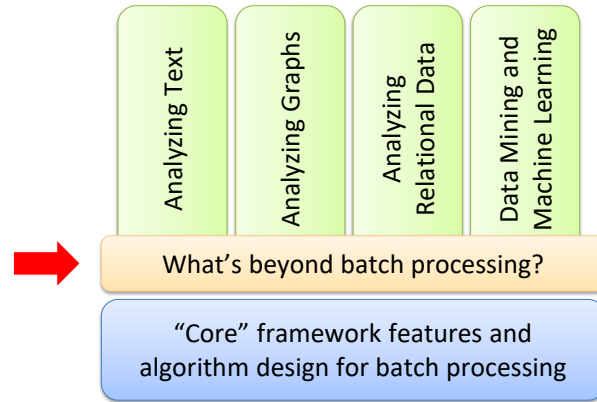 Analyzing Text
Analyzing Graphs
Analyzing
Relational Data
Data Mining and
Machine Learning
What’s beyond batch processing?
“Core” framework features and
algorithm design for batch processing